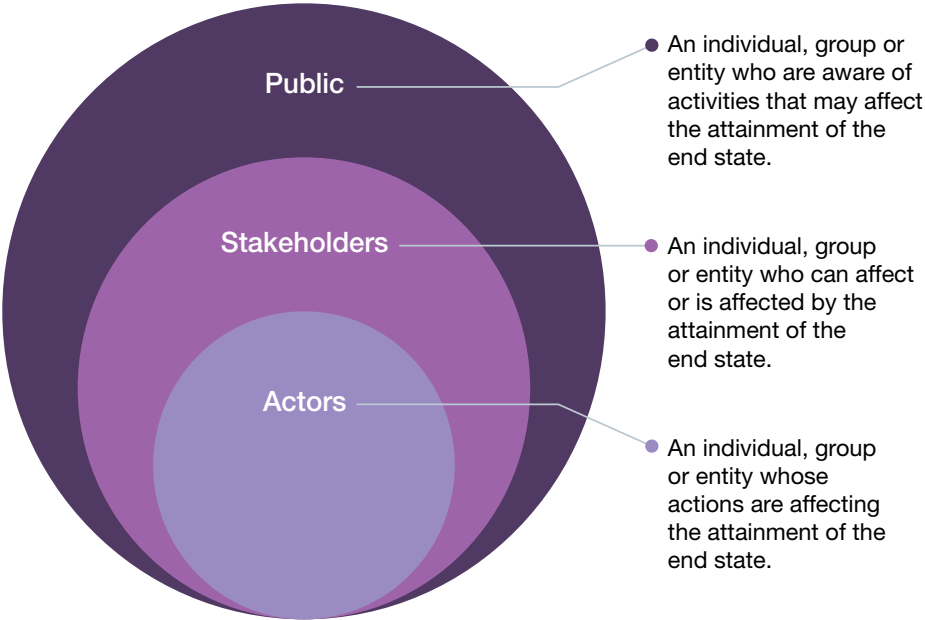 Public
An individual, group or
entity who are aware of
activities that may affect
the attainment of the
end state.
Stakeholders
An individual, group
or entity who can affect
or is affected by the
attainment of the
end state.
Actors
An individual, group
or entity whose
actions are affecting
the attainment of the
end state.